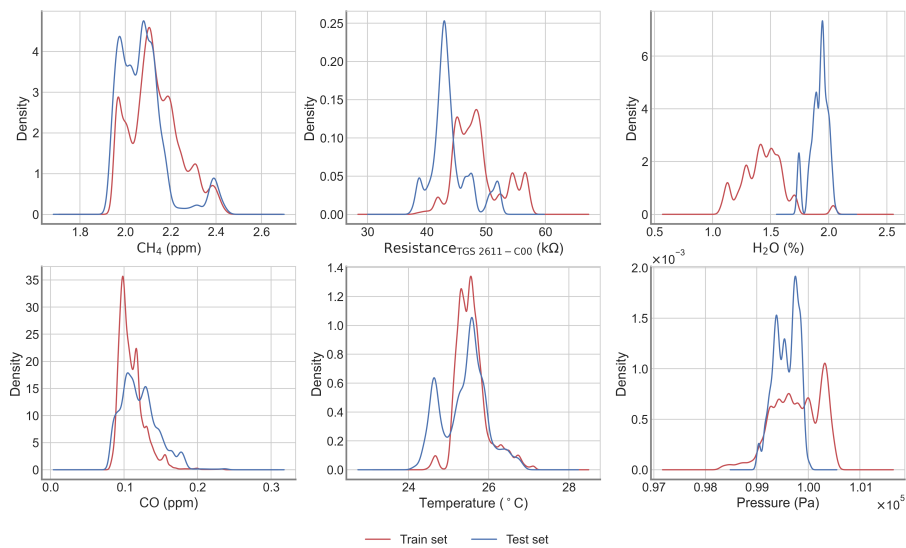 4
3
2
1
0
Density
1.8 2.0 2.2 2.4 2.6
CH₄ (ppm)
0.25
0.20
0.15
0.10
0.05
0.00
Density
30 40 50 60
Resistance_TGS 2611 − C00 (kΩ)
6
4
2
0
Density
0.5 1.0 1.5 2.0 2.5
H₂O (%)
35
30
25
20
15
10
5
0
Density
0.0 0.1 0.2 0.3
CO (ppm)
1.4
1.2
1.0
0.8
0.6
0.4
0.2
0.0
Density
24 26 28
Temperature (°C)
×10⁻³
2.0
1.5
1.0
0.5
0.0
Density
0.97 0.98 0.99 1.00 1.01
Pressure (Pa)
×10⁵
Train set Test set